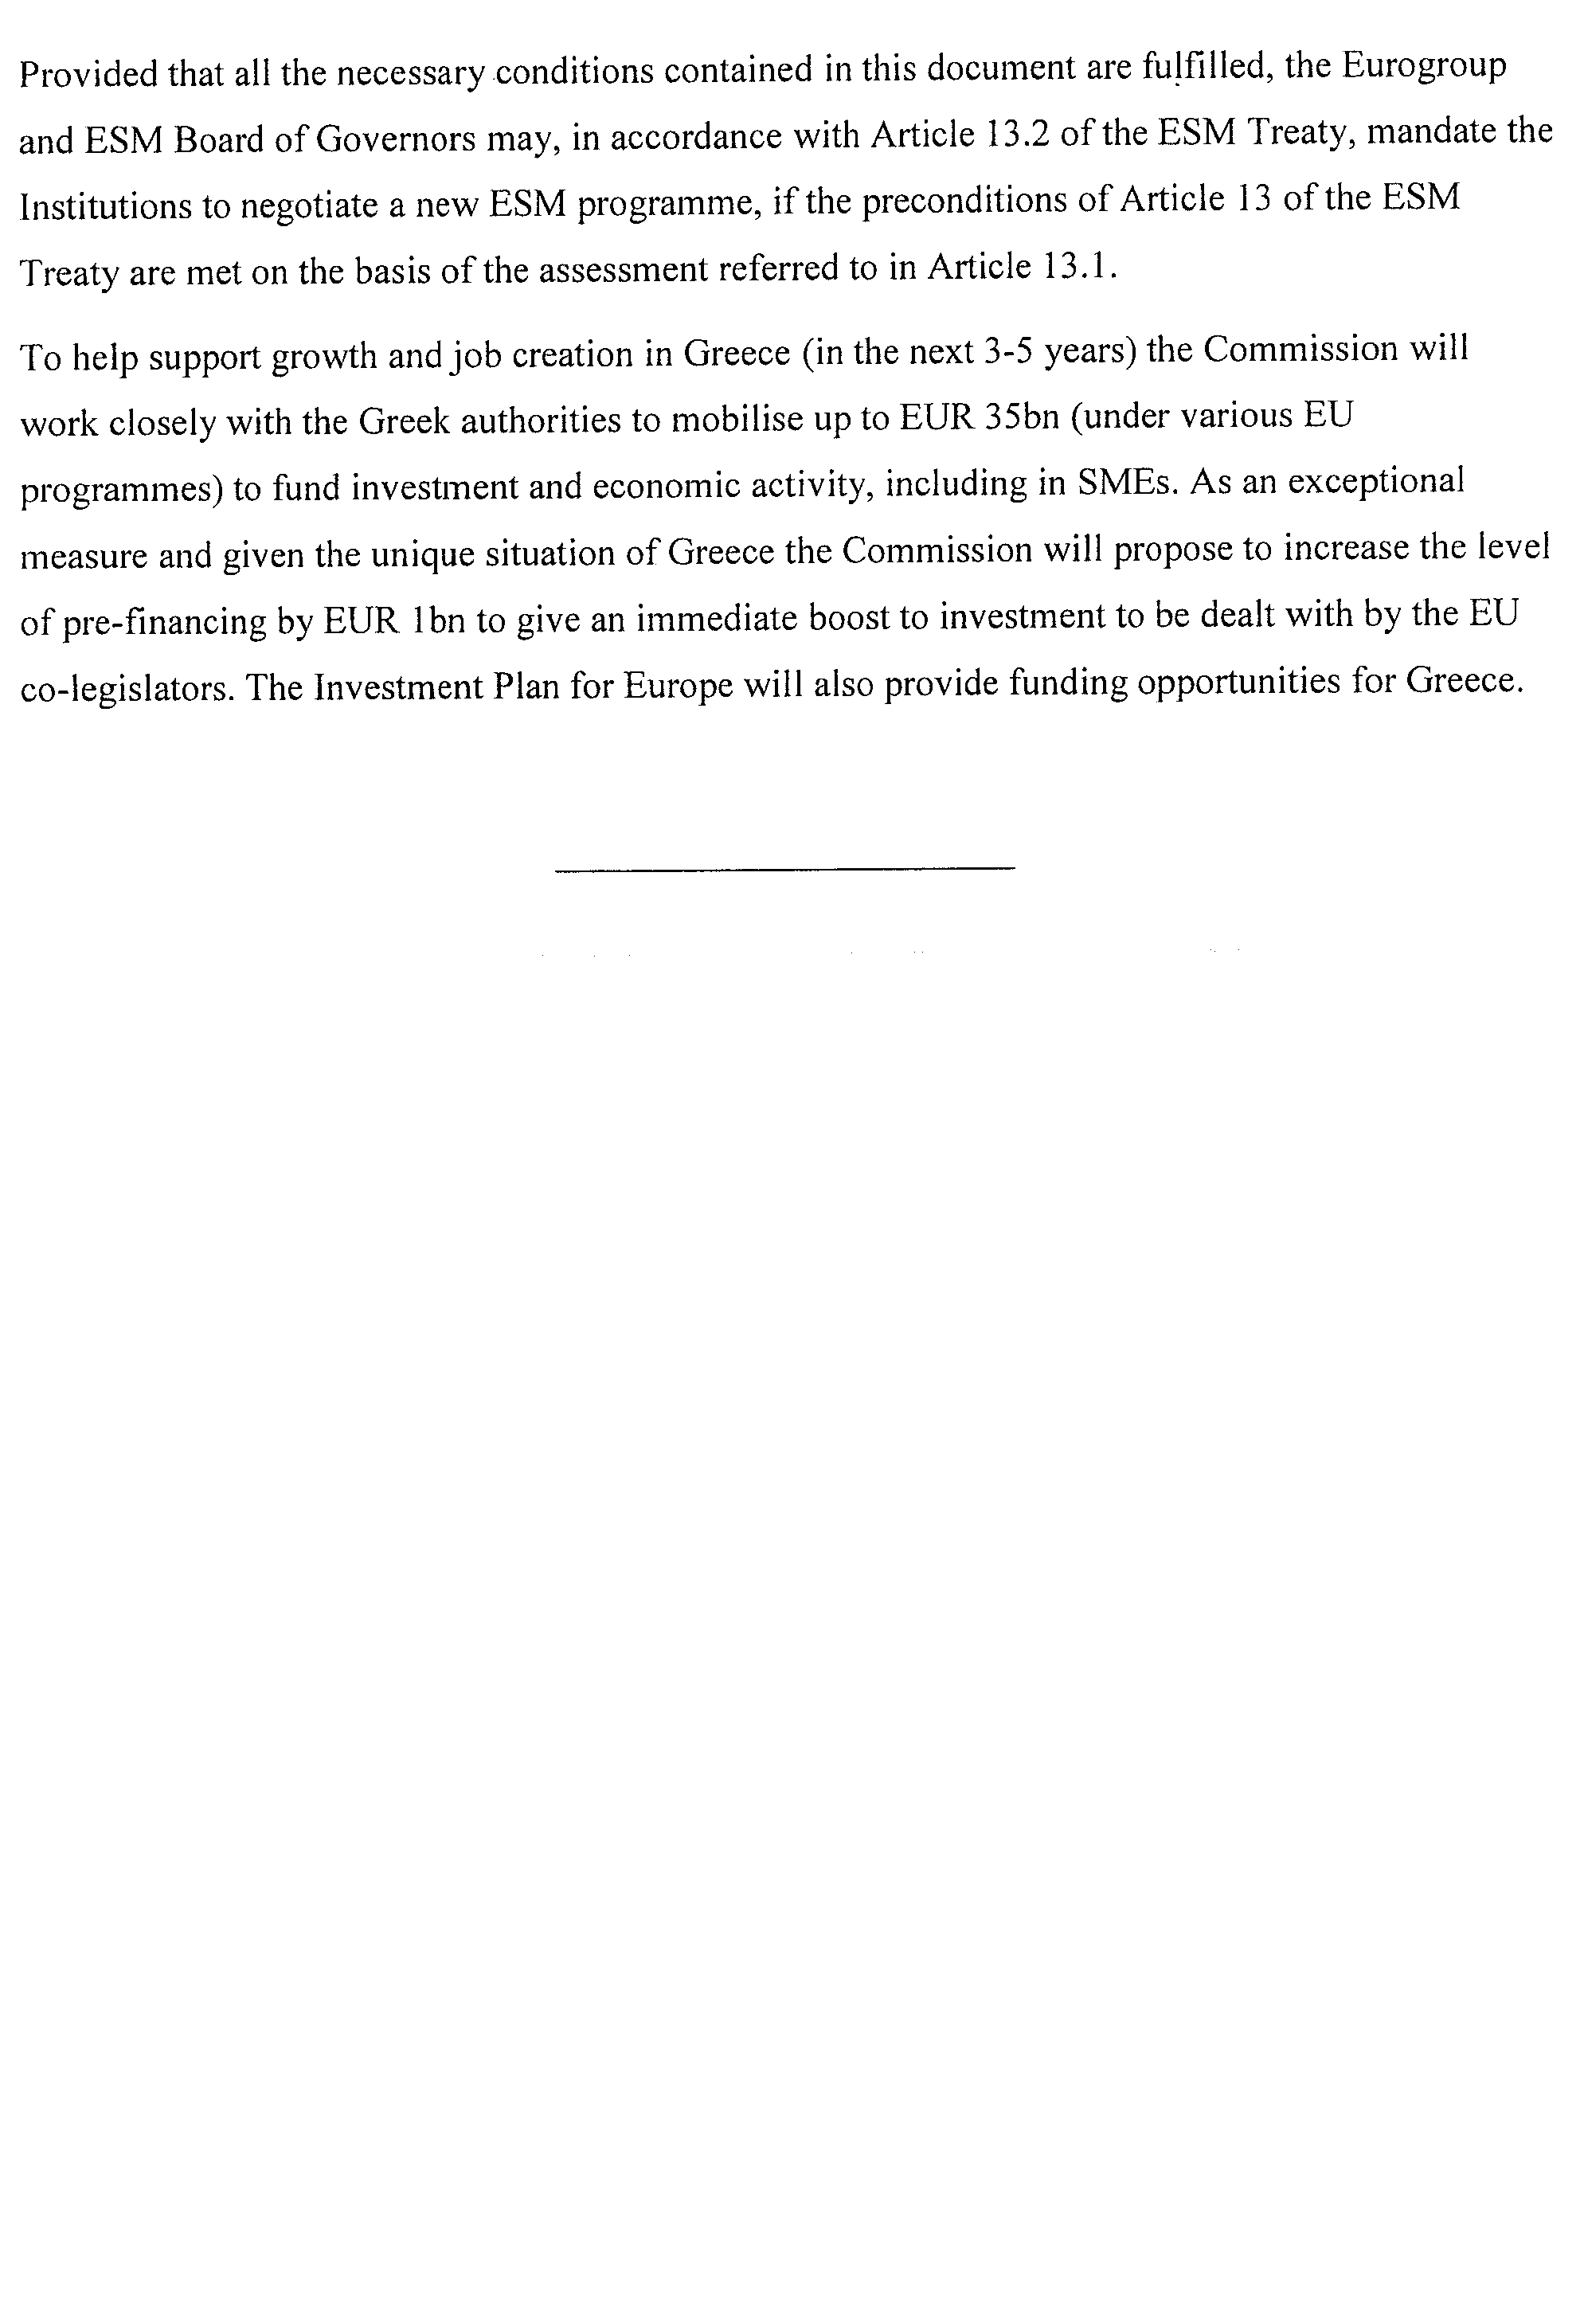 Provided that all the necessary conditions contained in this document are fulfilled, the Eurogroup
and ESM Board of Governors may, in accordance with Article 13.2 of the ESM Treaty, mandate the
Institutions to negotiate a new ESM programme, if the preconditions of Article 13 of the ESM
Treaty are met on the basis of the assessment referred to in Article 13.1.
To help support growth and job creation in Greece (in the next 3-5 years) the Commission will
work closely with the Greek authorities to mobilise up to EUR 35bn (under various EU
programmes) to fund investment and economic activity, including in SMEs. As an exceptional
measure and given the unique situation of Greece the Commission will propose to increase the level
of pre-financing by EUR 1bn to give an immediate boost to investment to be dealt with by the EU
co-legislators. The Investment Plan for Europe will also provide funding opportunities for Greece.